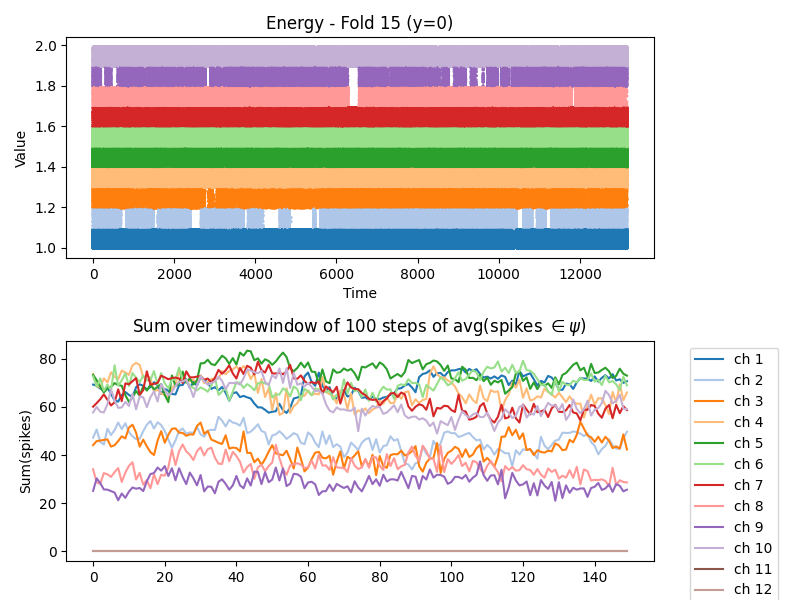 Energy - Fold 15 (y=0)
2.0
1.8
1.6
1.4
1.2
1.0
Value
0 2000 4000 6000 8000 10000 12000
Time
Sum over timewindow of 100 steps of avg(spikes ∈ψ)
80
60
40
20
0
Sum(spikes)
0 20 40 60 80 100 120 140
ch 1
ch 2
ch 3
ch 4
ch 5
ch 6
ch 7
ch 8
ch 9
ch 10
ch 11
ch 12